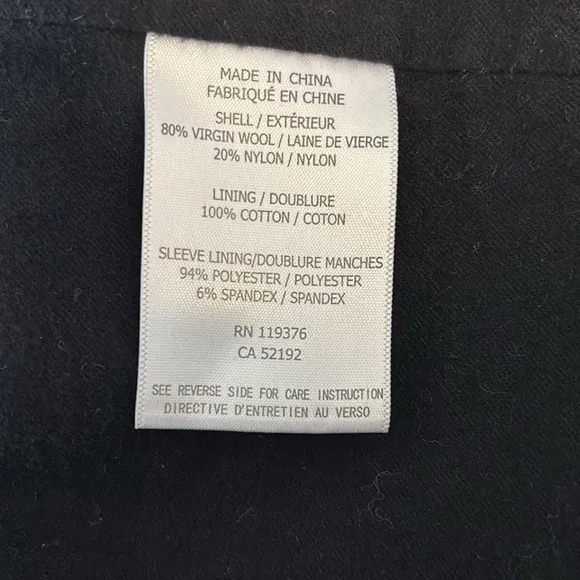 MADE IN CHINA
FABRIQUÉ EN CHINE
SHELL / EXTÉRIEUR
80% VIRGIN WOOL / LAINE DE VIERGE
20% NYLON / NYLON
LINING / DOUBLURE
100% COTTON / COTON
SLEEVE LINING/DOUBLURE MANCHES
94% POLYESTER / POLYESTER
6% SPANDEX / SPANDEX
RN 119376
CA 52192
SEE REVERSE SIDE FOR CARE INSTRUCTION
DIRECTIVE D'ENTRETIEN AU VERSO